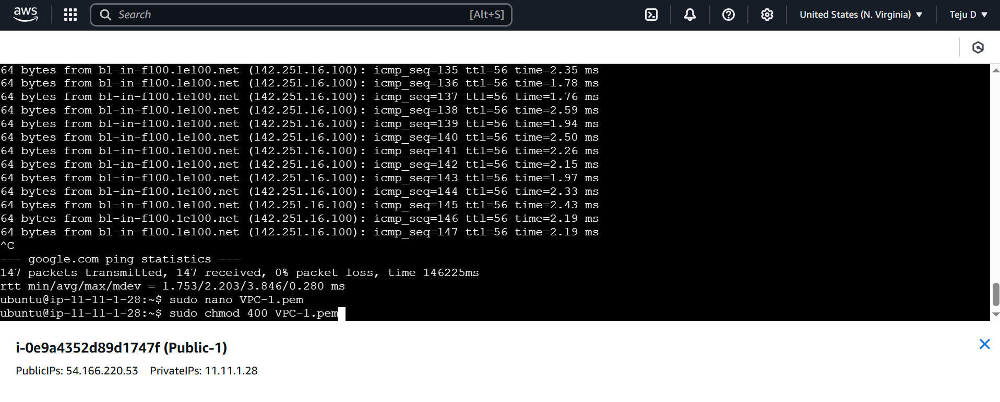 aws
Search [Alt+S] United States (N. Virginia) Teju D
64 bytes from bl-in-f100.1e100.net (142.251.16.100): icmp_seq=135 ttl=56 time=2.35 ms
64 bytes from bl-in-f100.1e100.net (142.251.16.100): icmp_seq=136 ttl=56 time=1.78 ms
64 bytes from bl-in-f100.1e100.net (142.251.16.100): icmp_seq=137 ttl=56 time=1.76 ms
64 bytes from bl-in-f100.1e100.net (142.251.16.100): icmp_seq=138 ttl=56 time=2.59 ms
64 bytes from bl-in-f100.1e100.net (142.251.16.100): icmp_seq=139 ttl=56 time=1.94 ms
64 bytes from bl-in-f100.1e100.net (142.251.16.100): icmp_seq=140 ttl=56 time=2.50 ms
64 bytes from bl-in-f100.1e100.net (142.251.16.100): icmp_seq=141 ttl=56 time=2.26 ms
64 bytes from bl-in-f100.1e100.net (142.251.16.100): icmp_seq=142 ttl=56 time=2.15 ms
64 bytes from bl-in-f100.1e100.net (142.251.16.100): icmp_seq=143 ttl=56 time=1.97 ms
64 bytes from bl-in-f100.1e100.net (142.251.16.100): icmp_seq=144 ttl=56 time=2.33 ms
64 bytes from bl-in-f100.1e100.net (142.251.16.100): icmp_seq=145 ttl=56 time=2.43 ms
64 bytes from bl-in-f100.1e100.net (142.251.16.100): icmp_seq=146 ttl=56 time=2.19 ms
64 bytes from bl-in-f100.1e100.net (142.251.16.100): icmp_seq=147 ttl=56 time=2.19 ms
^C
--- google.com ping statistics ---
147 packets transmitted, 147 received, 0% packet loss, time 146225ms
rtt min/avg/max/mdev = 1.753/2.203/3.846/0.280 ms
ubuntu@ip-11-11-1-28:~$ sudo nano VPC-1.pem
ubuntu@ip-11-11-1-28:~$ sudo chmod 400 VPC-1.pem
i-0e9a4352d89d1747f (Public-1)
PublicIPs: 54.166.220.53 PrivateIPs: 11.11.1.28